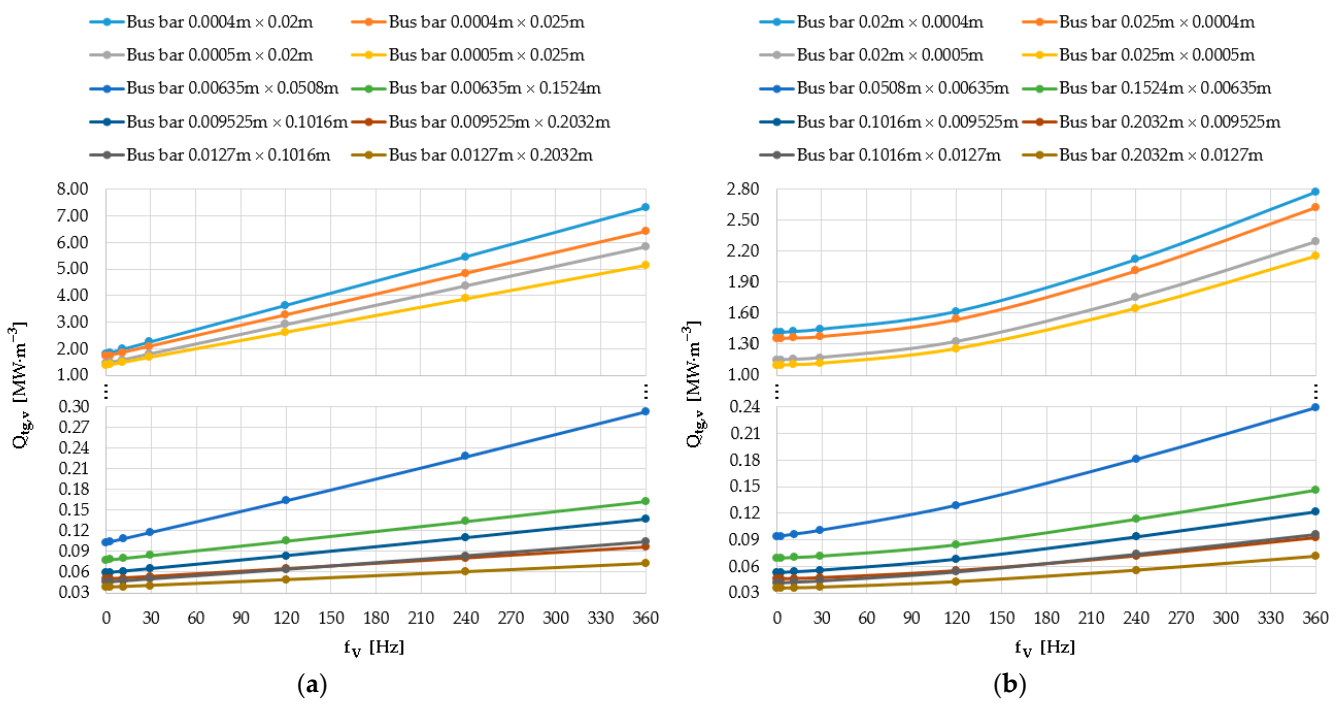 Bus bar 0.0004m × 0.02m
Bus bar 0.0004m × 0.025m
Bus bar 0.0005m × 0.02m
Bus bar 0.0005m × 0.025m
Bus bar 0.00635m × 0.0508m
Bus bar 0.00635m × 0.1524m
Bus bar 0.009525m × 0.1016m
Bus bar 0.009525m × 0.2032m
Bus bar 0.0127m × 0.1016m
Bus bar 0.0127m × 0.2032m
Q_tg,v [MW·m⁻³]
8.00
7.00
6.00
5.00
4.00
3.00
2.00
1.00
0.30
0.27
0.24
0.21
0.18
0.15
0.12
0.09
0.06
0.03
0 30 60 90 120 150 180 210 240 270 300 330 360
f_V [Hz]
(a)
Bus bar 0.02m × 0.0004m
Bus bar 0.025m × 0.0004m
Bus bar 0.02m × 0.0005m
Bus bar 0.025m × 0.0005m
Bus bar 0.0508m × 0.00635m
Bus bar 0.1524m × 0.00635m
Bus bar 0.1016m × 0.009525m
Bus bar 0.2032m × 0.009525m
Bus bar 0.1016m × 0.0127m
Bus bar 0.2032m × 0.0127m
Q_tg,v [MW·m⁻³]
2.80
2.50
2.20
1.90
1.60
1.30
1.00
0.24
0.21
0.18
0.15
0.12
0.09
0.06
0.03
0 30 60 90 120 150 180 210 240 270 300 330 360
f_V [Hz]
(b)